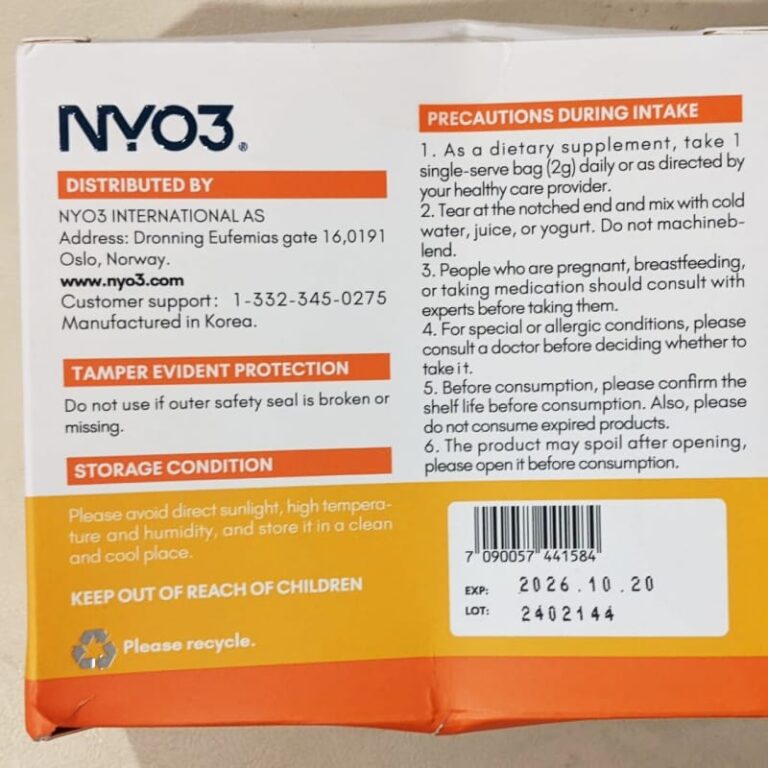 NYO3®
DISTRIBUTED BY
NYO3 INTERNATIONAL AS
Address: Dronning Eufemias gate 16,0191
Oslo, Norway.
www.nyo3.com
Customer support: 1-332-345-0275
Manufactured in Korea.
TAMPER EVIDENT PROTECTION
Do not use if outer safety seal is broken or
missing.
STORAGE CONDITION
Please avoid direct sunlight, high tempera-
ture and humidity, and store it in a clean
and cool place.
KEEP OUT OF REACH OF CHILDREN
Please recycle.
PRECAUTIONS DURING INTAKE
1. As a dietary supplement, take 1
single-serve bag (2g) daily or as directed by
your healthy care provider.
2. Tear at the notched end and mix with cold
water, juice, or yogurt. Do not machineb-
lend.
3. People who are pregnant, breastfeeding,
or taking medication should consult with
experts before taking them.
4. For special or allergic conditions, please
consult a doctor before deciding whether to
take it.
5. Before consumption, please confirm the
shelf life before consumption. Also, please
do not consume expired products.
6. The product may spoil after opening,
please open it before consumption.
7 090057 441584
EXP: 2026.10.20
LOT: 2402144